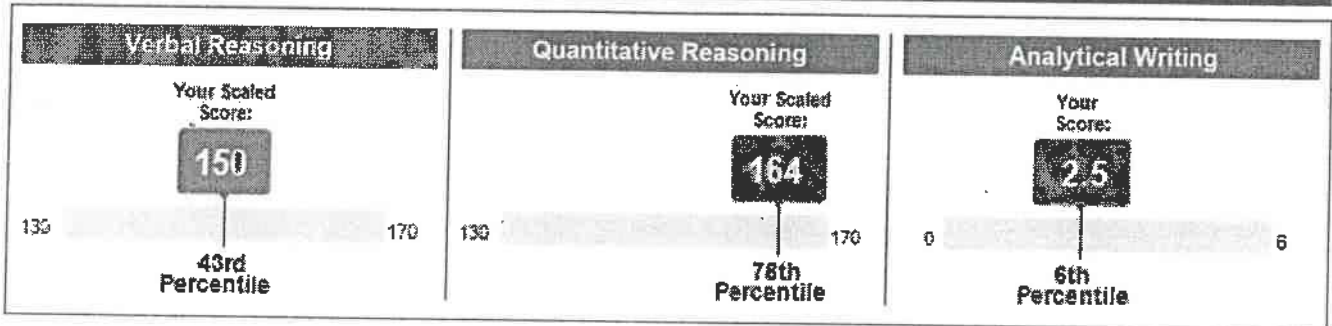 Verbal Reasoning
Your Scaled
Score:
150
130
170
43rd
Percentile
Quantitative Reasoning
Your Scaled
Score:
164
130
170
78th
Percentile
Analytical Writing
Your
Score:
2.5
0
6
6th
Percentile